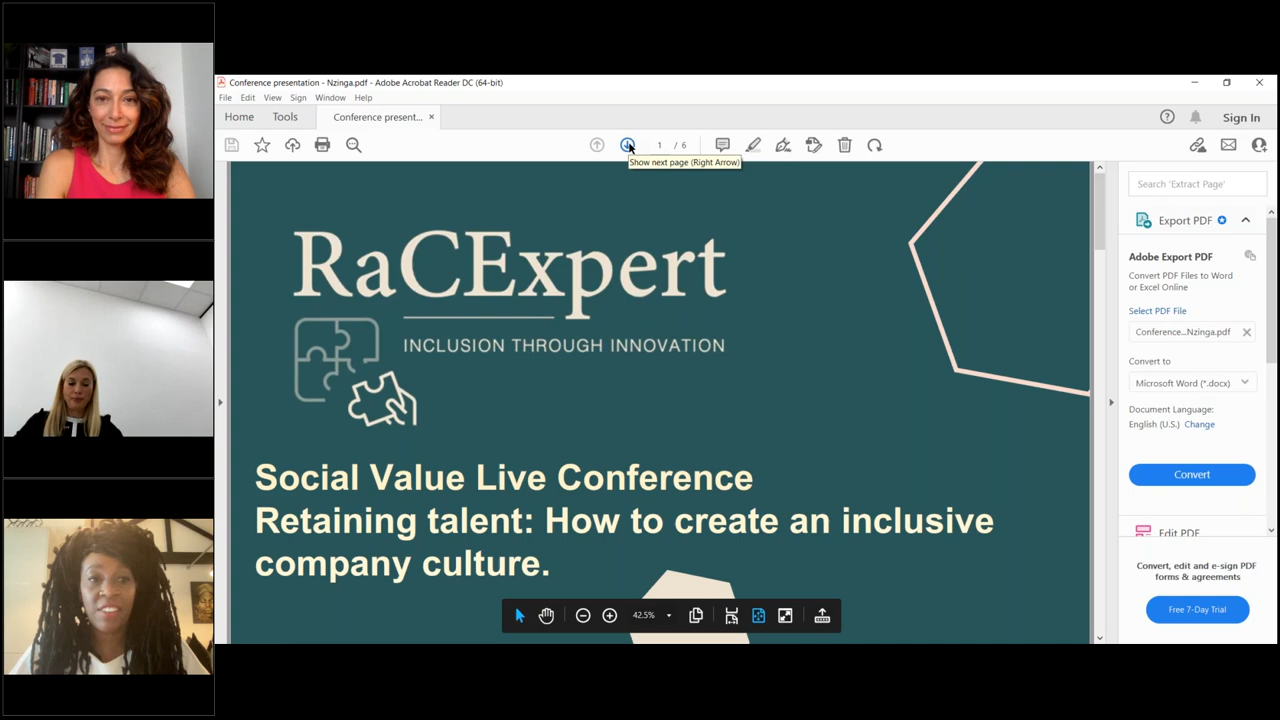 Conference presentation - Nzinga.pdf - Adobe Acrobat Reader DC (64-bit)
File Edit View Sign Window Help
Home Tools Conference present... ×
Sign In
1 / 6
Show next page (Right Arrow)
Search 'Extract Page'
Export PDF
Adobe Export PDF
Convert PDF Files to Word
or Excel Online
Select PDF File
Conference...Nzinga.pdf
Convert to
Microsoft Word (*.docx)
Document Language:
English (U.S.) Change
Convert
Edit PDF
Convert, edit and e-sign PDF
forms & agreements
Free 7-Day Trial
RaCExpert
INCLUSION THROUGH INNOVATION
Social Value Live Conference
Retaining talent: How to create an inclusive
company culture.
42.5%